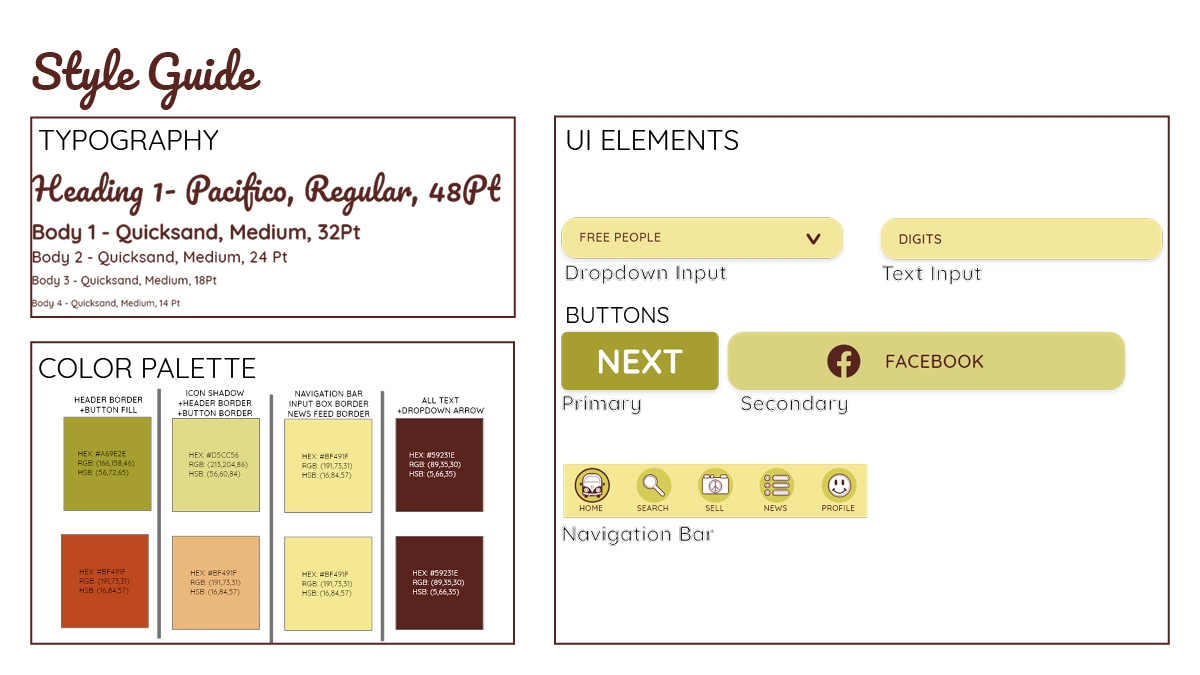 Style Guide
TYPOGRAPHY
Heading 1- Pacifico, Regular, 48Pt
Body 1 - Quicksand, Medium, 32Pt
Body 2 - Quicksand, Medium, 24 Pt
Body 3 - Quicksand, Medium, 18Pt
Body 4 - Quicksand, Medium, 14 Pt
COLOR PALETTE
HEADER BORDER
+BUTTON FILL
ICON SHADOW
+HEADER BORDER
+BUTTON BORDER
NAVIGATION BAR
INPUT BOX BORDER
NEWS FEED BORDER
ALL TEXT
+DROPDOWN ARROW
HEX: #A69E2E
RGB: (166,158,46)
HSB: (56,72,65)
HEX: #D5CC56
RGB: (213,204,86)
HSB: (56,60,84)
HEX: #BF491F
RGB: (191,73,31)
HSB: (16,84,57)
HEX: #59231E
RGB: (89,35,30)
HSB: (5,66,35)
HEX: #BF491F
RGB: (191,73,31)
HSB: (16,84,57)
HEX: #BF491F
RGB: (191,73,31)
HSB: (16,84,57)
HEX: #BF491F
RGB: (191,73,31)
HSB: (16,84,57)
HEX: #59231E
RGB: (89,35,30)
HSB: (5,66,35)
UI ELEMENTS
FREE PEOPLE
Dropdown Input
DIGITS
Text Input
BUTTONS
NEXT
Primary
FACEBOOK
Secondary
HOME
SEARCH
SELL
NEWS
PROFILE
Navigation Bar